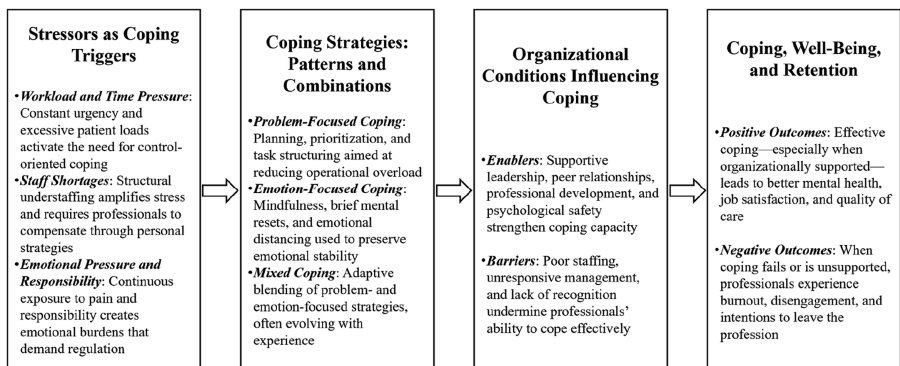 Stressors as Coping
Triggers
•Workload and Time Pressure:
Constant urgency and
excessive patient loads
activate the need for control-
oriented coping
•Staff Shortages: Structural
understaffing amplifies stress
and requires professionals to
compensate through personal
strategies
•Emotional Pressure and
Responsibility: Continuous
exposure to pain and
responsibility creates
emotional burdens that
demand regulation
Coping Strategies:
Patterns and
Combinations
•Problem-Focused Coping:
Planning, prioritization, and
task structuring aimed at
reducing operational overload
•Emotion-Focused Coping:
Mindfulness, brief mental
resets, and emotional
distancing used to preserve
emotional stability
•Mixed Coping: Adaptive
blending of problem- and
emotion-focused strategies,
often evolving with
experience
Organizational
Conditions Influencing
Coping
•Enablers: Supportive
leadership, peer relationships,
professional development, and
psychological safety
strengthen coping capacity
•Barriers: Poor staffing,
unresponsive management,
and lack of recognition
undermine professionals’
ability to cope effectively
Coping, Well-Being,
and Retention
•Positive Outcomes: Effective
coping—especially when
organizationally supported—
leads to better mental health,
job satisfaction, and quality of
care
•Negative Outcomes: When
coping fails or is unsupported,
professionals experience
burnout, disengagement, and
intentions to leave the
profession